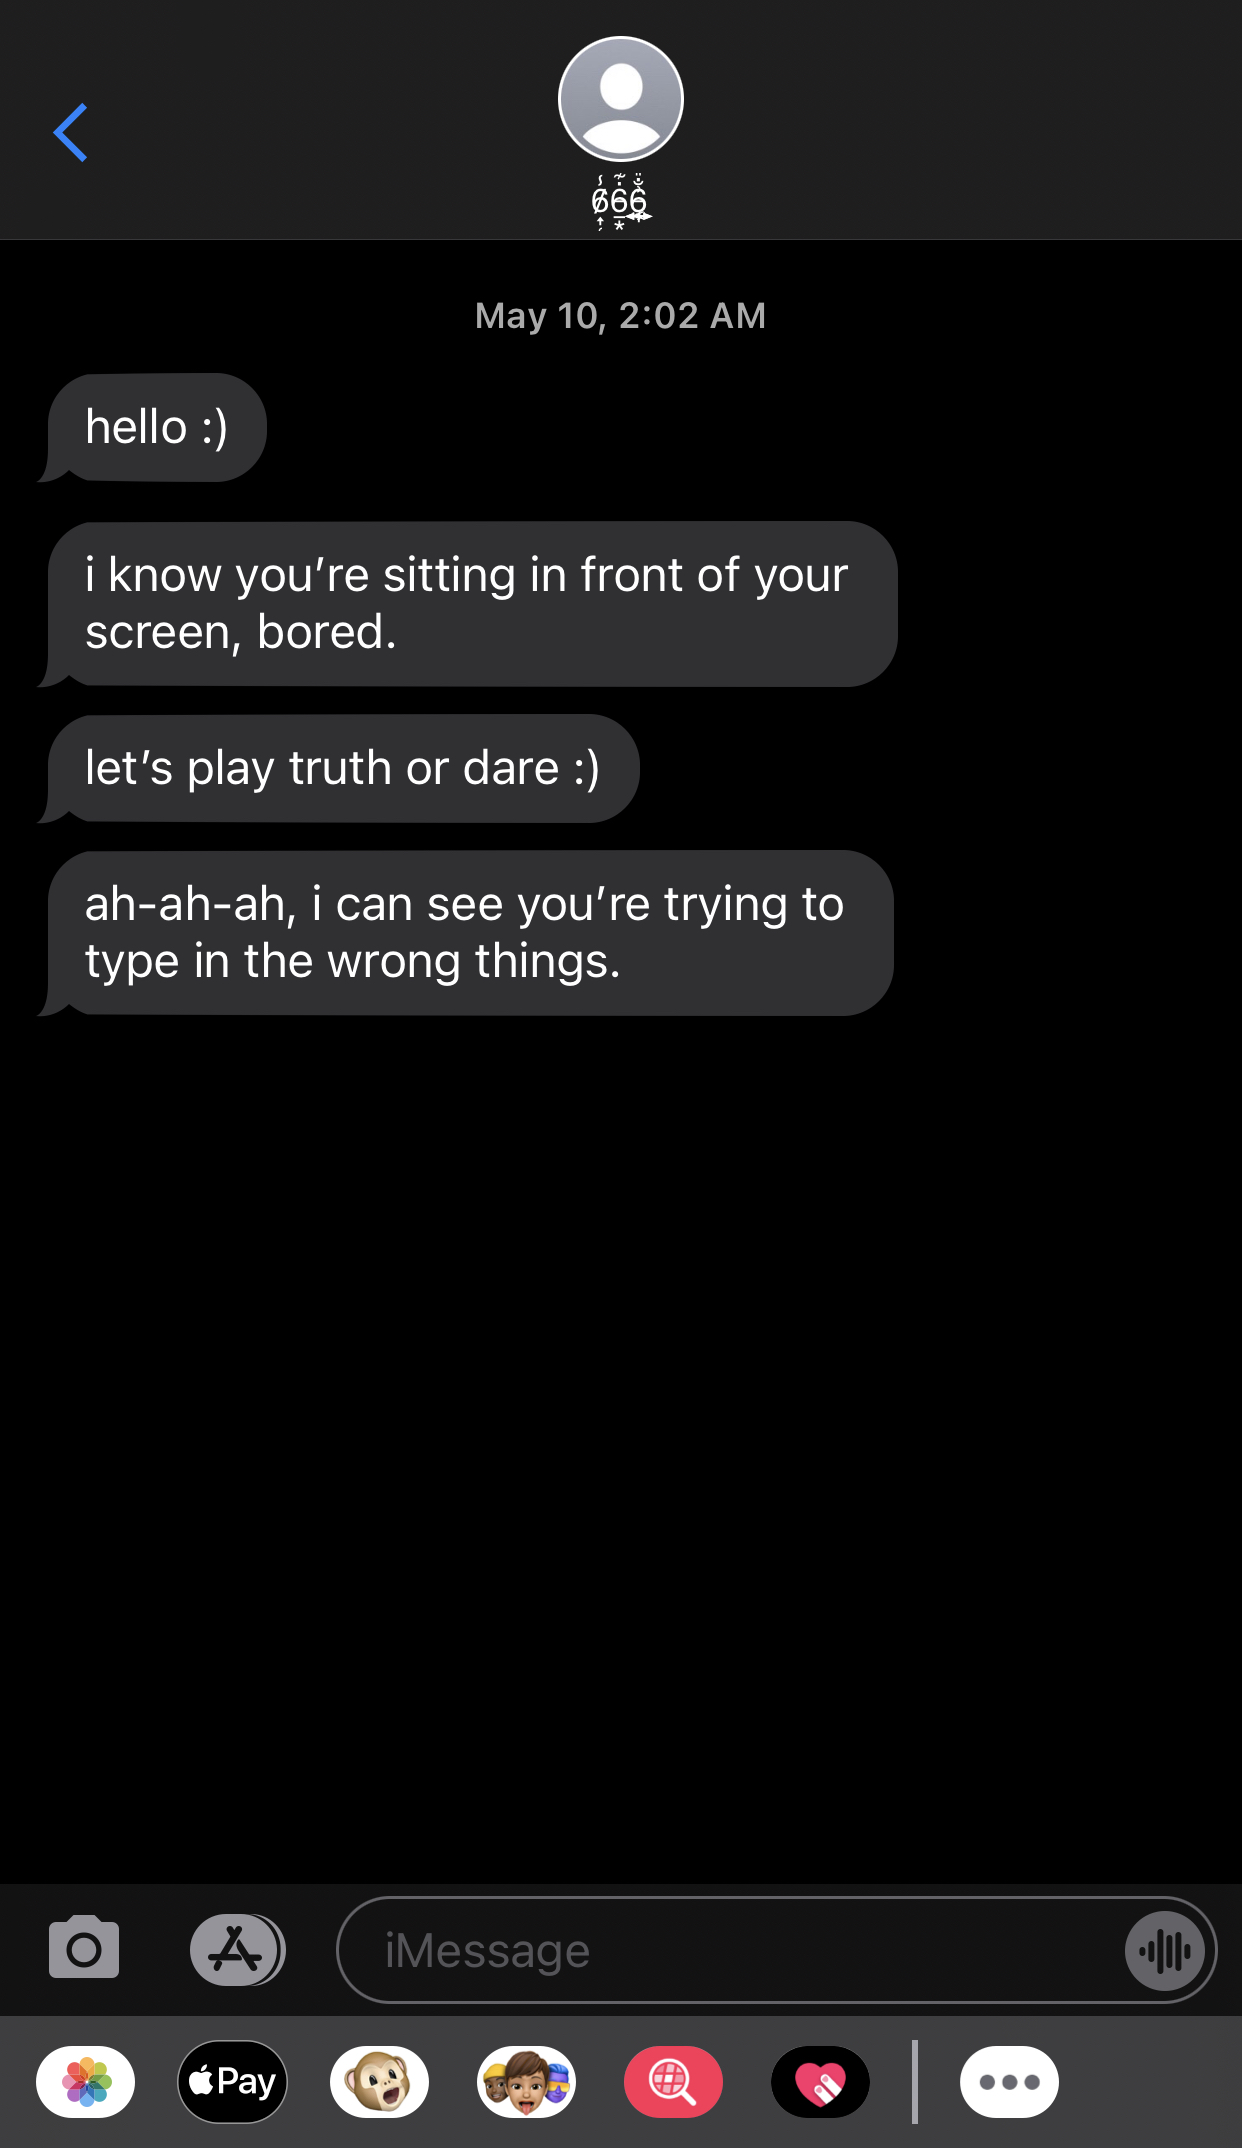 666
May 10, 2:02 AM
hello :)
i know you’re sitting in front of your
screen, bored.
let’s play truth or dare :)
ah-ah-ah, i can see you’re trying to
type in the wrong things.
iMessage
Pay